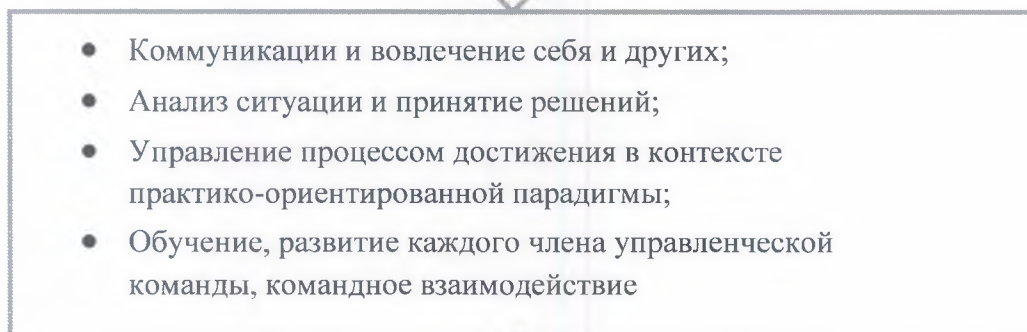 • Коммуникации и вовлечение себя и других;
• Анализ ситуации и принятие решений;
• Управление процессом достижения в контексте
практико-ориентированной парадигмы;
• Обучение, развитие каждого члена управленческой
команды, командное взаимодействие